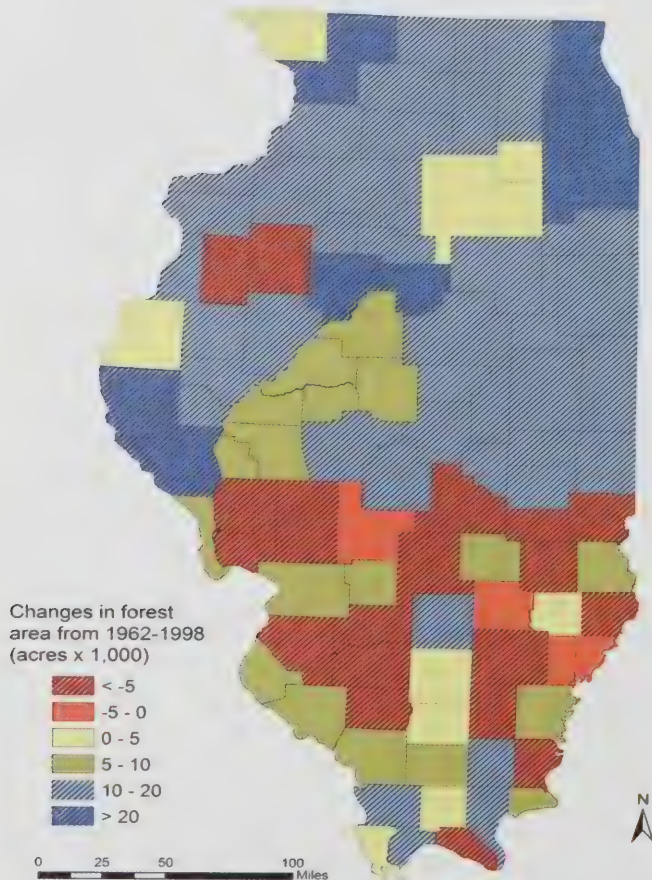 Changes in forest
area from 1962-1998
(acres x 1,000)
< -5
-5 - 0
0 - 5
5 - 10
10 - 20
> 20
N
0 25 50 100
Miles